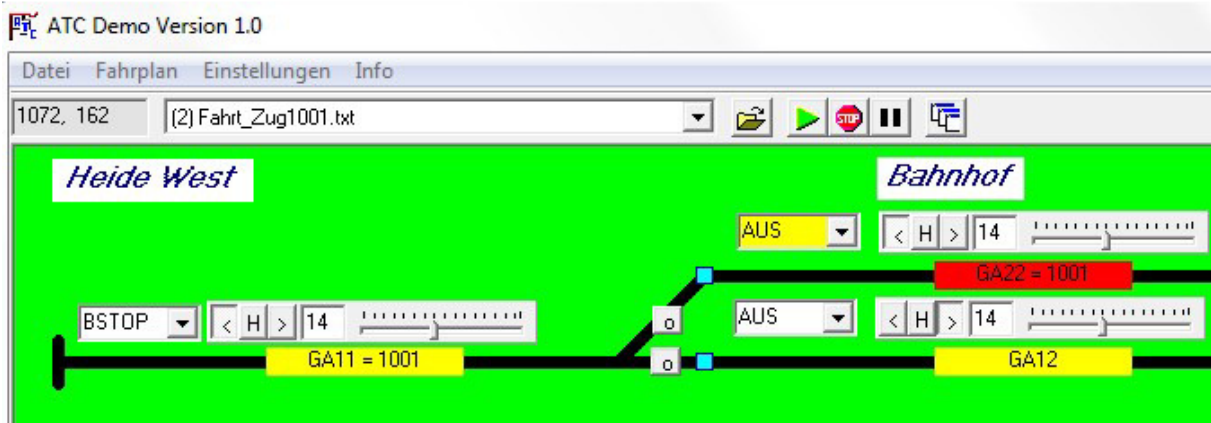 ATC Demo Version 1.0
Datei Fahrplan Einstellungen Info
1072, 162 (2) Fahrt_Zug1001.txt STOP
Heide West Bahnhof
AUS < H > 14
GA22 = 1001
BSTOP < H > 14 o AUS < H > 14
GA11 = 1001 o GA12